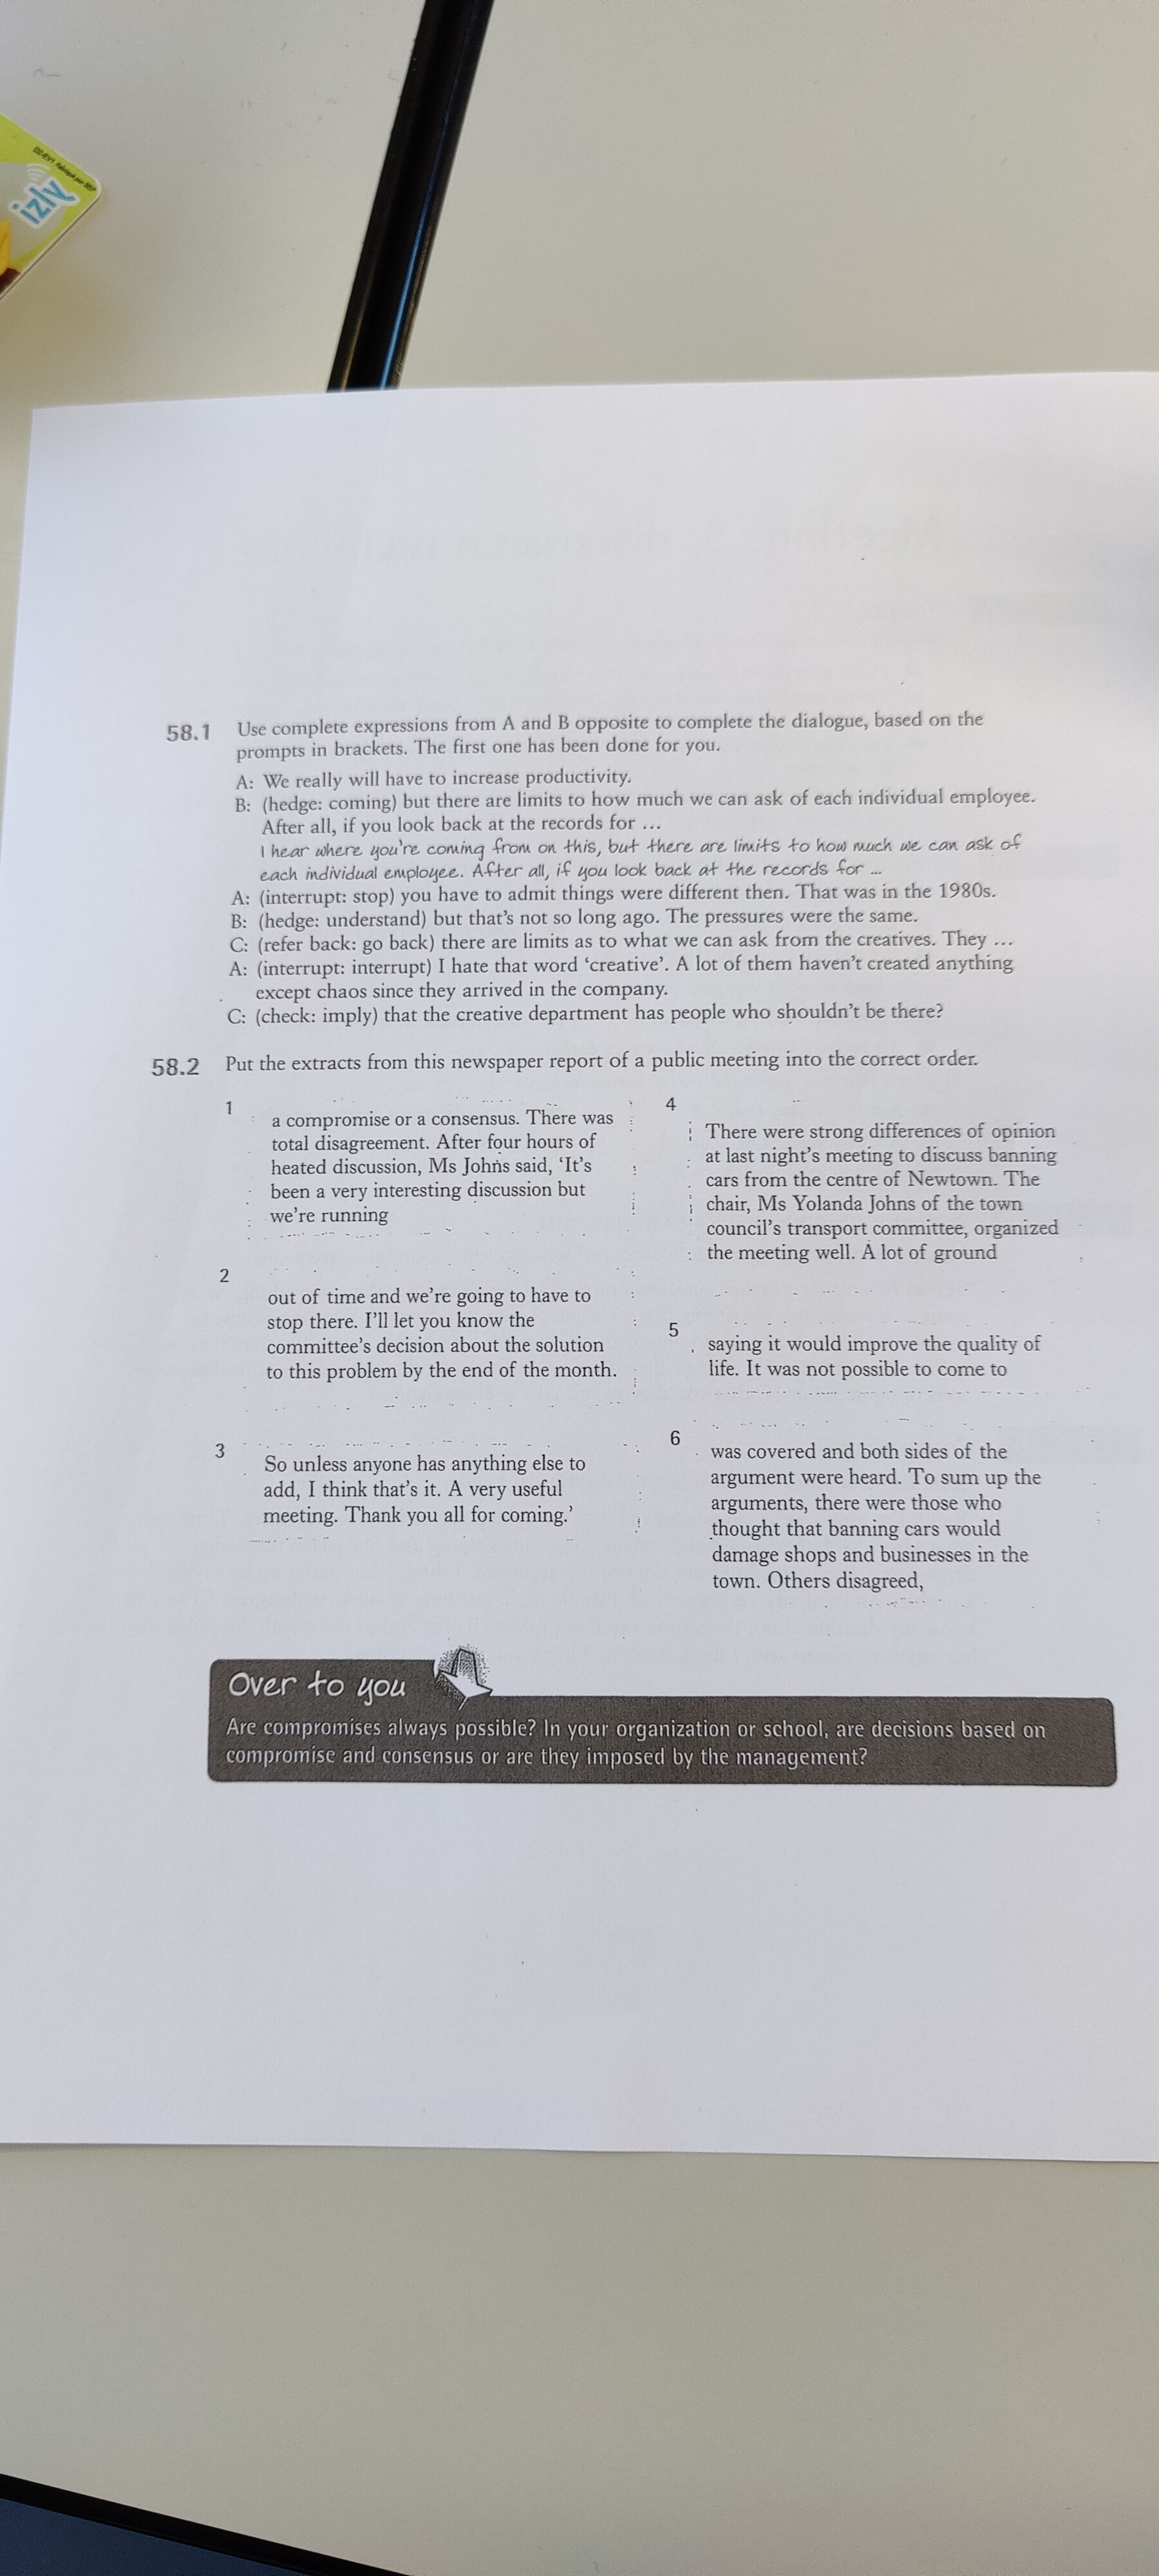 izly
58.1 Use complete expressions from A and B opposite to complete the dialogue, based on the
prompts in brackets. The first one has been done for you.
A: We really will have to increase productivity.
B: (hedge: coming) but there are limits to how much we can ask of each individual employee.
After all, if you look back at the records for ...
I hear where you're coming from on this, but there are limits to how much we can ask of
each individual employee. After all, if you look back at the records for ...
A: (interrupt: stop) you have to admit things were different then. That was in the 1980s.
B: (hedge: understand) but that's not so long ago. The pressures were the same.
C: (refer back: go back) there are limits as to what we can ask from the creatives. They ...
A: (interrupt: interrupt) I hate that word 'creative'. A lot of them haven't created anything
except chaos since they arrived in the company.
C: (check: imply) that the creative department has people who shouldn't be there?
58.2 Put the extracts from this newspaper report of a public meeting into the correct order.
1
a compromise or a consensus. There was
total disagreement. After four hours of
heated discussion, Ms Johns said, 'It's
been a very interesting discussion but
we're running
2
out of time and we're going to have to
stop there. I'll let you know the
committee's decision about the solution
to this problem by the end of the month.
3
So unless anyone has anything else to
add, I think that's it. A very useful
meeting. Thank you all for coming.'
4
There were strong differences of opinion
at last night's meeting to discuss banning
cars from the centre of Newtown. The
chair, Ms Yolanda Johns of the town
council's transport committee, organized
the meeting well. A lot of ground
5
saying it would improve the quality of
life. It was not possible to come to
6
was covered and both sides of the
argument were heard. To sum up the
arguments, there were those who
thought that banning cars would
damage shops and businesses in the
town. Others disagreed,
Over to you
Are compromises always possible? In your organization or school, are decisions based on
compromise and consensus or are they imposed by the management?